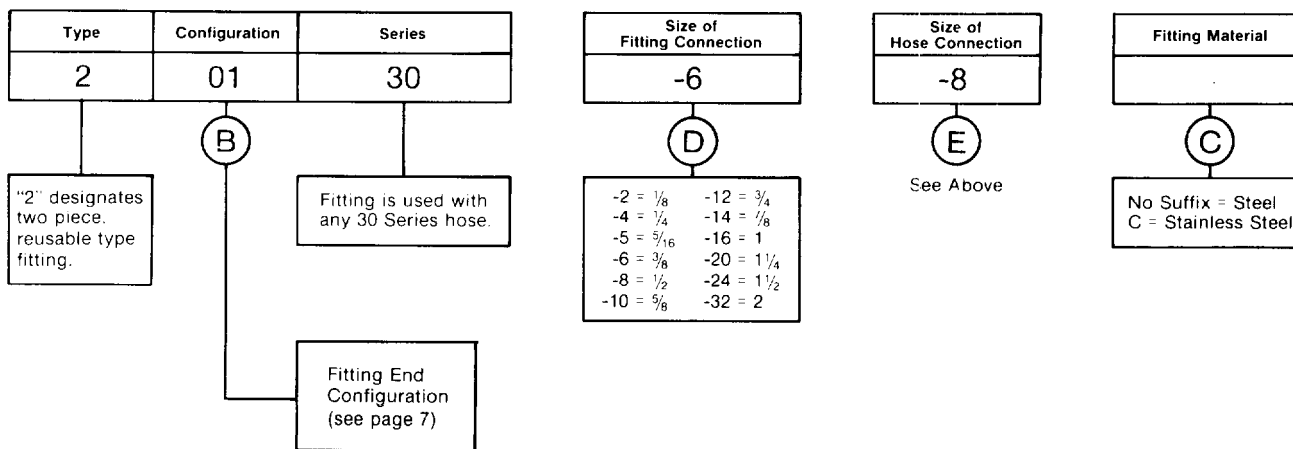 Type Configuration Series
2 01 30
Size of
Fitting Connection
-6
Size of
Hose Connection
-8
Fitting Material
B
D
E
C
"2" designates
two piece,
reusable type
fitting.
Fitting is used with
any 30 Series hose.
-2 = 1/8 -12 = 3/4
-4 = 1/4 -14 = 7/8
-5 = 5/16 -16 = 1
-6 = 3/8 -20 = 1 1/4
-8 = 1/2 -24 = 1 1/2
-10 = 5/8 -32 = 2
See Above
No Suffix = Steel
C = Stainless Steel
Fitting End
Configuration
(see page 7)